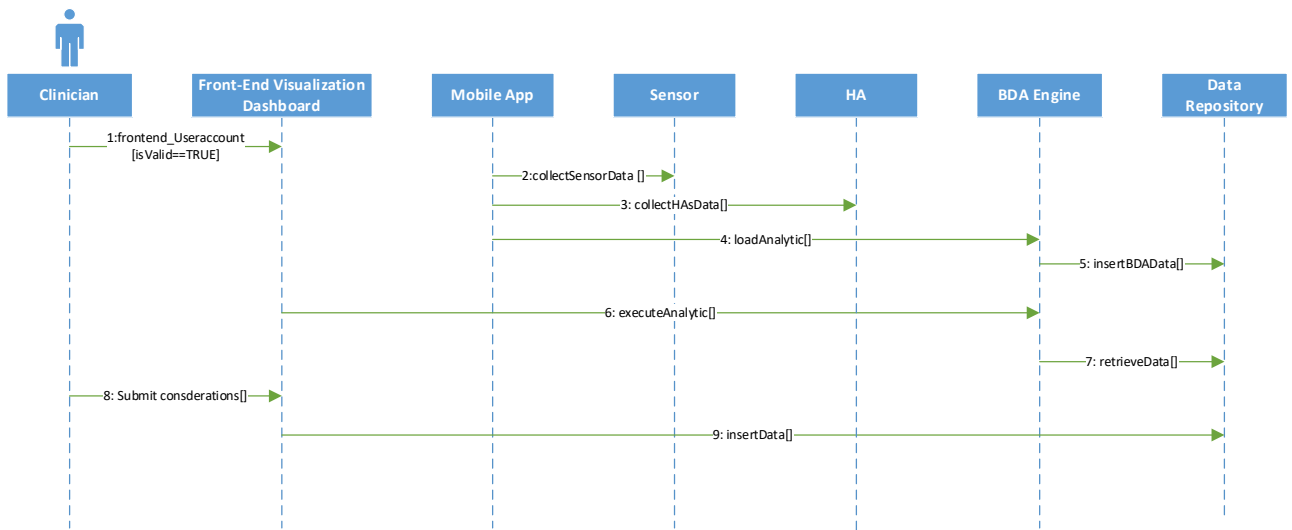 Clinician
Front-End Visualization
Dashboard
Mobile App
Sensor
HA
BDA Engine
Data
Repository
1:frontend_Useraccount
[isValid==TRUE]
2:collectSensorData []
3: collectHAsData[]
4: loadAnalytic[]
5: insertBDAData[]
6: executeAnalytic[]
7: retrieveData[]
8: Submit consderations[]
9: insertData[]